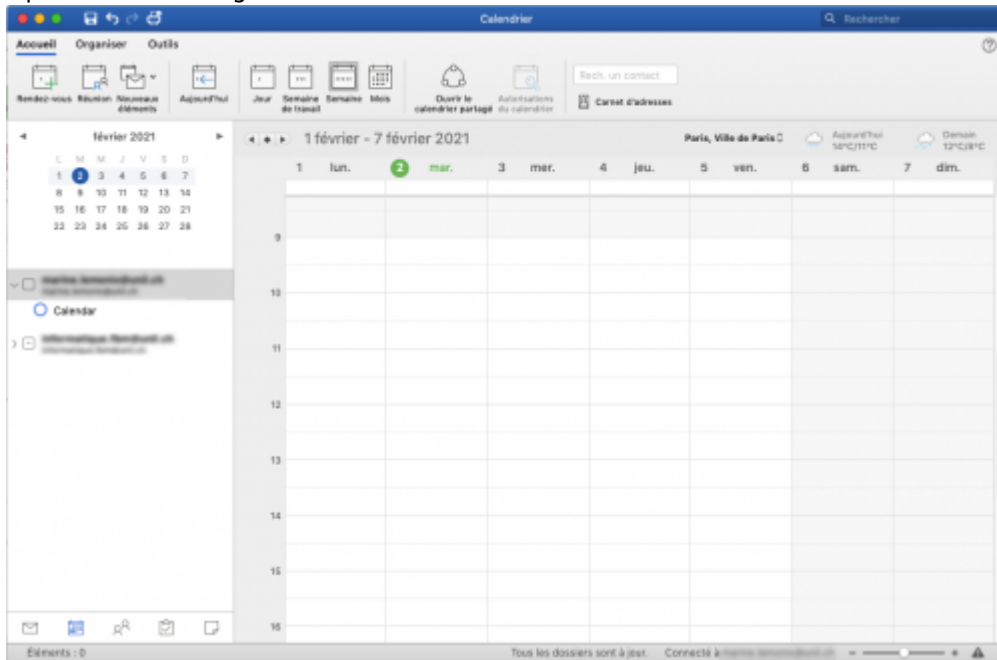 Calendrier
Rechercher
Accueil Organiser Outils
Rendez-vous Réunion Nouveaux éléments Aujourd'hui Jour Semaine de travail Semaine Mois Ouvrir le calendrier partagé Autorisations du calendrier
Rech. un contact
Carnet d'adresses
février 2021
1 février - 7 février 2021
Paris, Ville de Paris
Aujourd'hui
14°C/11°C
Demain
12°C/8°C
L M M J V S D
1 2 3 4 5 6 7
8 9 10 11 12 13 14
15 16 17 18 19 20 21
22 23 24 25 26 27 28
1 lun. 2 mar. 3 mer. 4 jeu. 5 ven. 6 sam. 7 dim.
9
10
Calendar
11
12
13
14
15
16
Éléments : 0
Tous les dossiers sont à jour. Connecté à